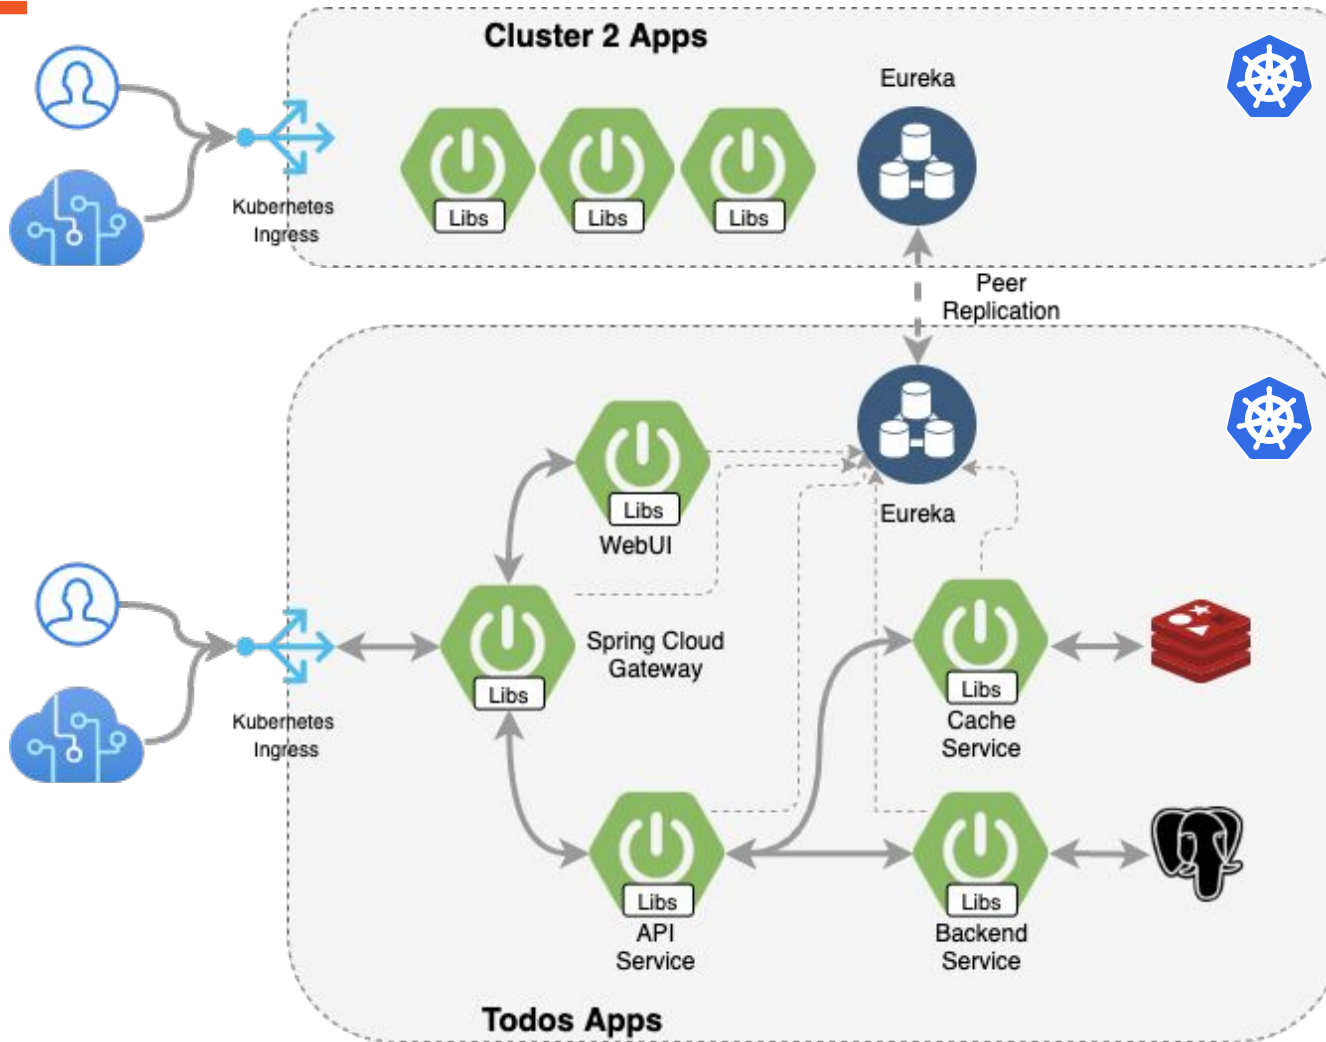 Cluster 2 Apps
Eureka
Libs
Libs
Libs
Kubernetes
Ingress
Peer
Replication
Libs
WebUI
Eureka
Spring Cloud
Gateway
Libs
Kubernetes
Ingress
Libs
Cache
Service
Libs
API
Service
Libs
Backend
Service
Todos Apps